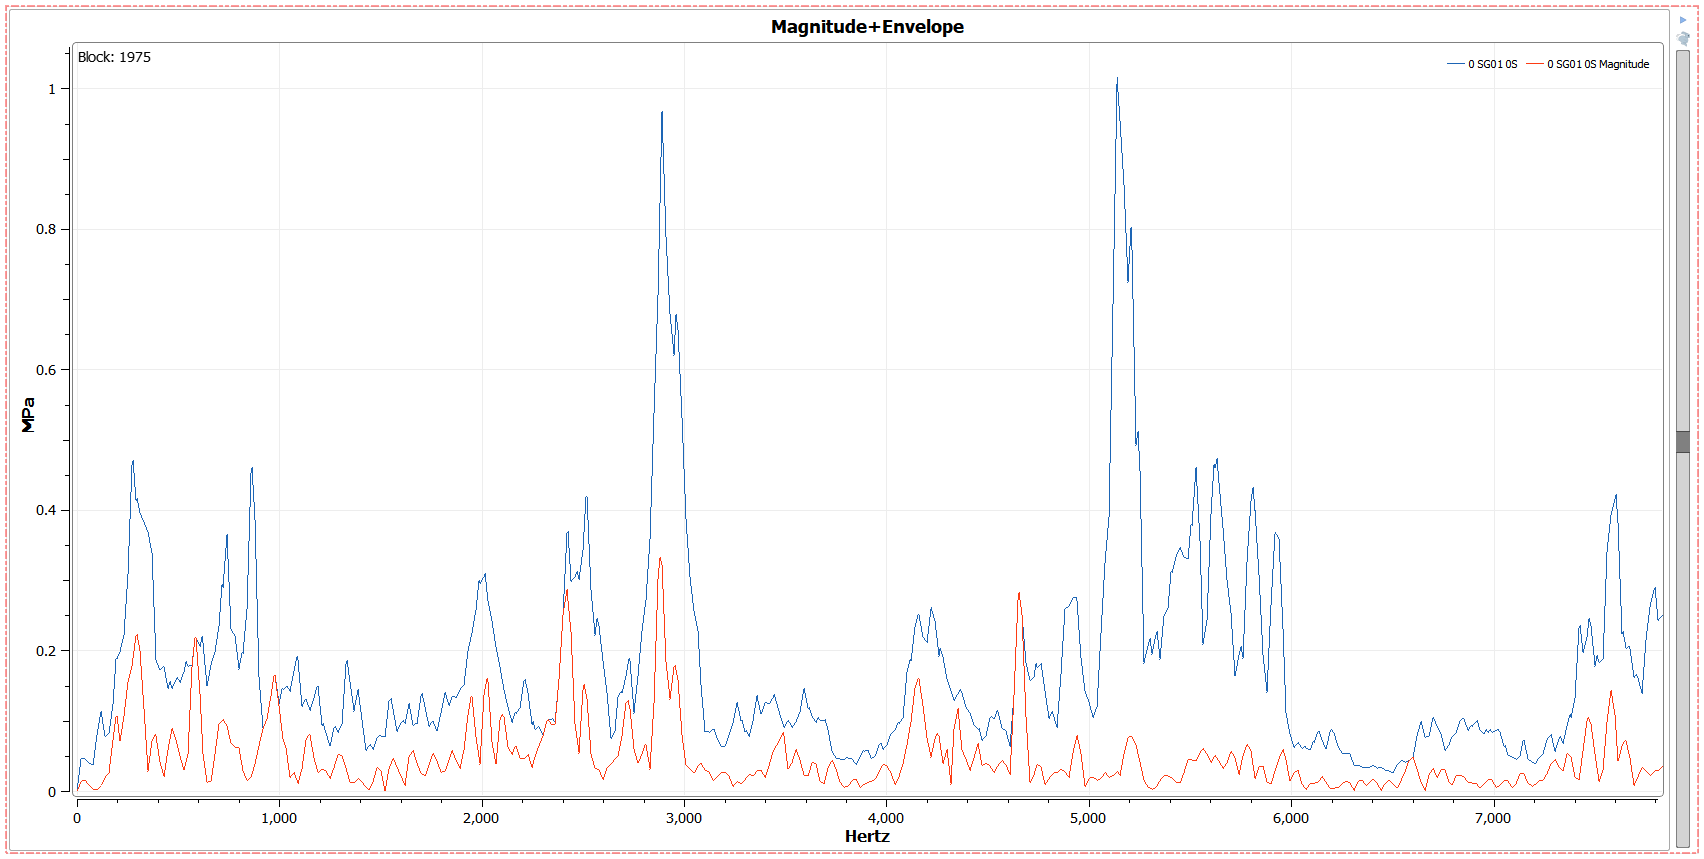 Magnitude+Envelope
Block: 1975
0 SG01 0S 0 SG01 0S Magnitude
1
0.8
0.6
0.4
0.2
0
MPa
0 1,000 2,000 3,000 4,000 5,000 6,000 7,000
Hertz